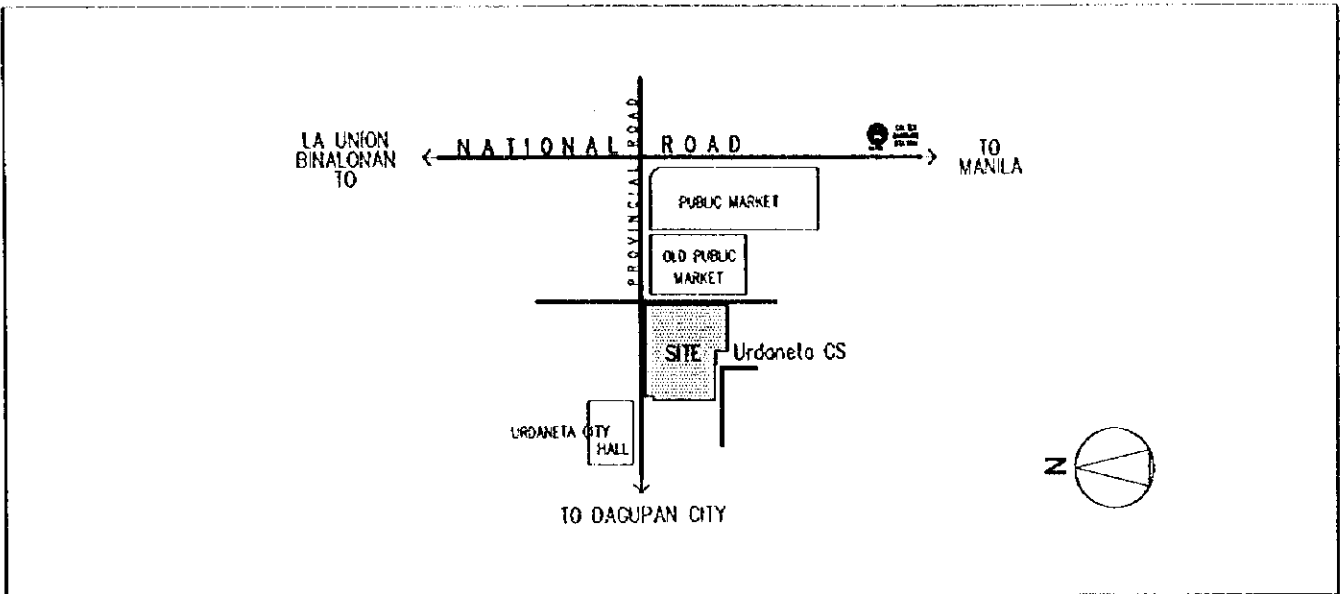 LA UNION
BINALONAN
TO
NATIONAL ROAD
PROVINCIAL ROAD
TO
MANILA
PUBLIC MARKET
OLD PUBLIC
MARKET
SITE
Urdaneta CS
URDANETA CITY
HALL
TO DAGUPAN CITY
N